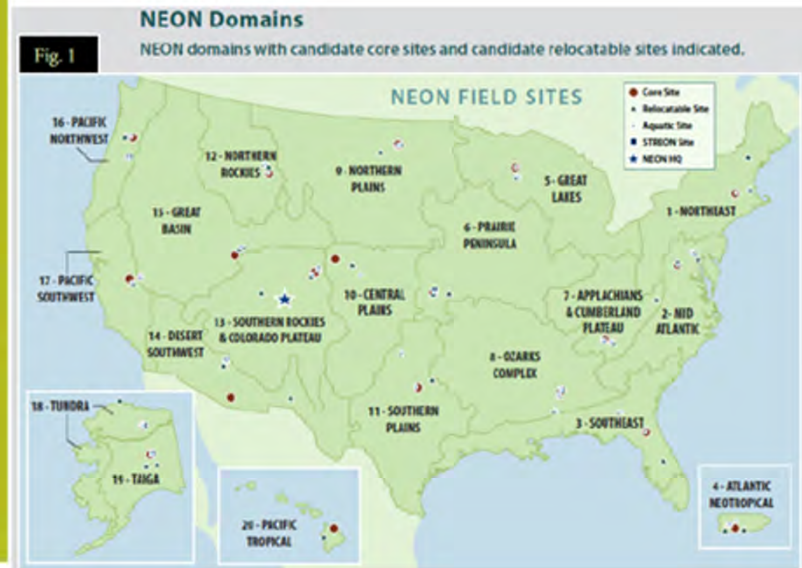 NEON Domains
Fig. 1
NEON domains with candidate core sites and candidate relocatable sites indicated.
NEON FIELD SITES
Core Site
Relocatable Site
Aquatic Site
STREON Site
NEON HQ
16 - PACIFIC
NORTHWEST
12 - NORTHERN
ROCKIES
9 - NORTHERN
PLAINS
5 - GREAT
LAKES
1 - NORTHEAST
15 - GREAT
BASIN
6 - PRAIRIE
PENINSULA
17 - PACIFIC
SOUTHWEST
10 - CENTRAL
PLAINS
7 - APPLACHIANS
& CUMBERLAND
PLATEAU
2 - MID
ATLANTIC
13 - SOUTHERN ROCKIES
& COLORADO PLATEAU
14 - DESERT
SOUTHWEST
8 - OZARKS
COMPLEX
11 - SOUTHERN
PLAINS
3 - SOUTHEAST
18 - TUNDRA
19 - TAIGA
20 - PACIFIC
TROPICAL
4 - ATLANTIC
NEOTROPICAL